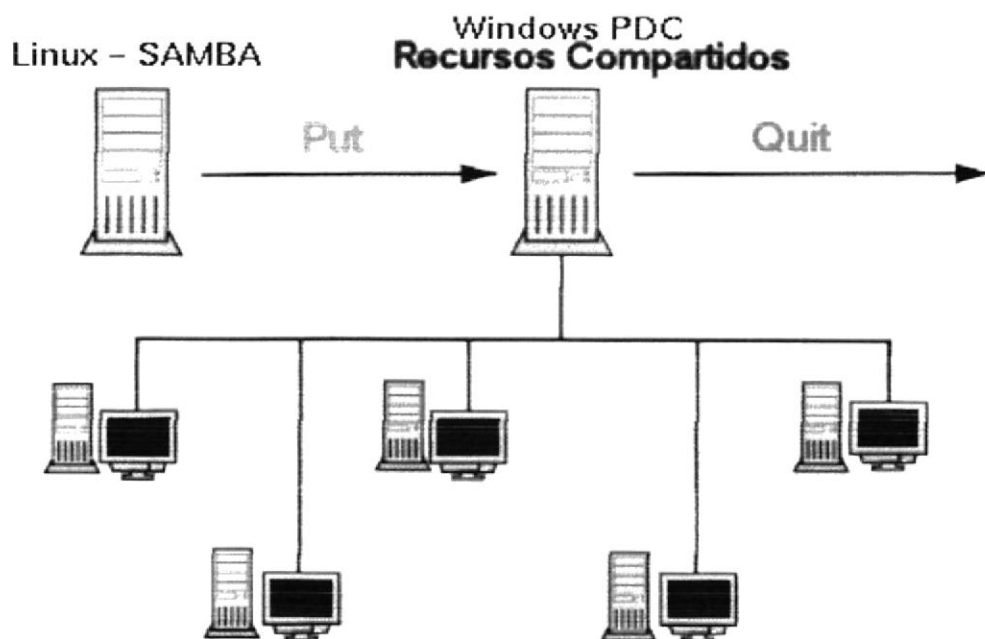 Linux – SAMBA
Windows PDC
Recursos Compartidos
Put
Quit